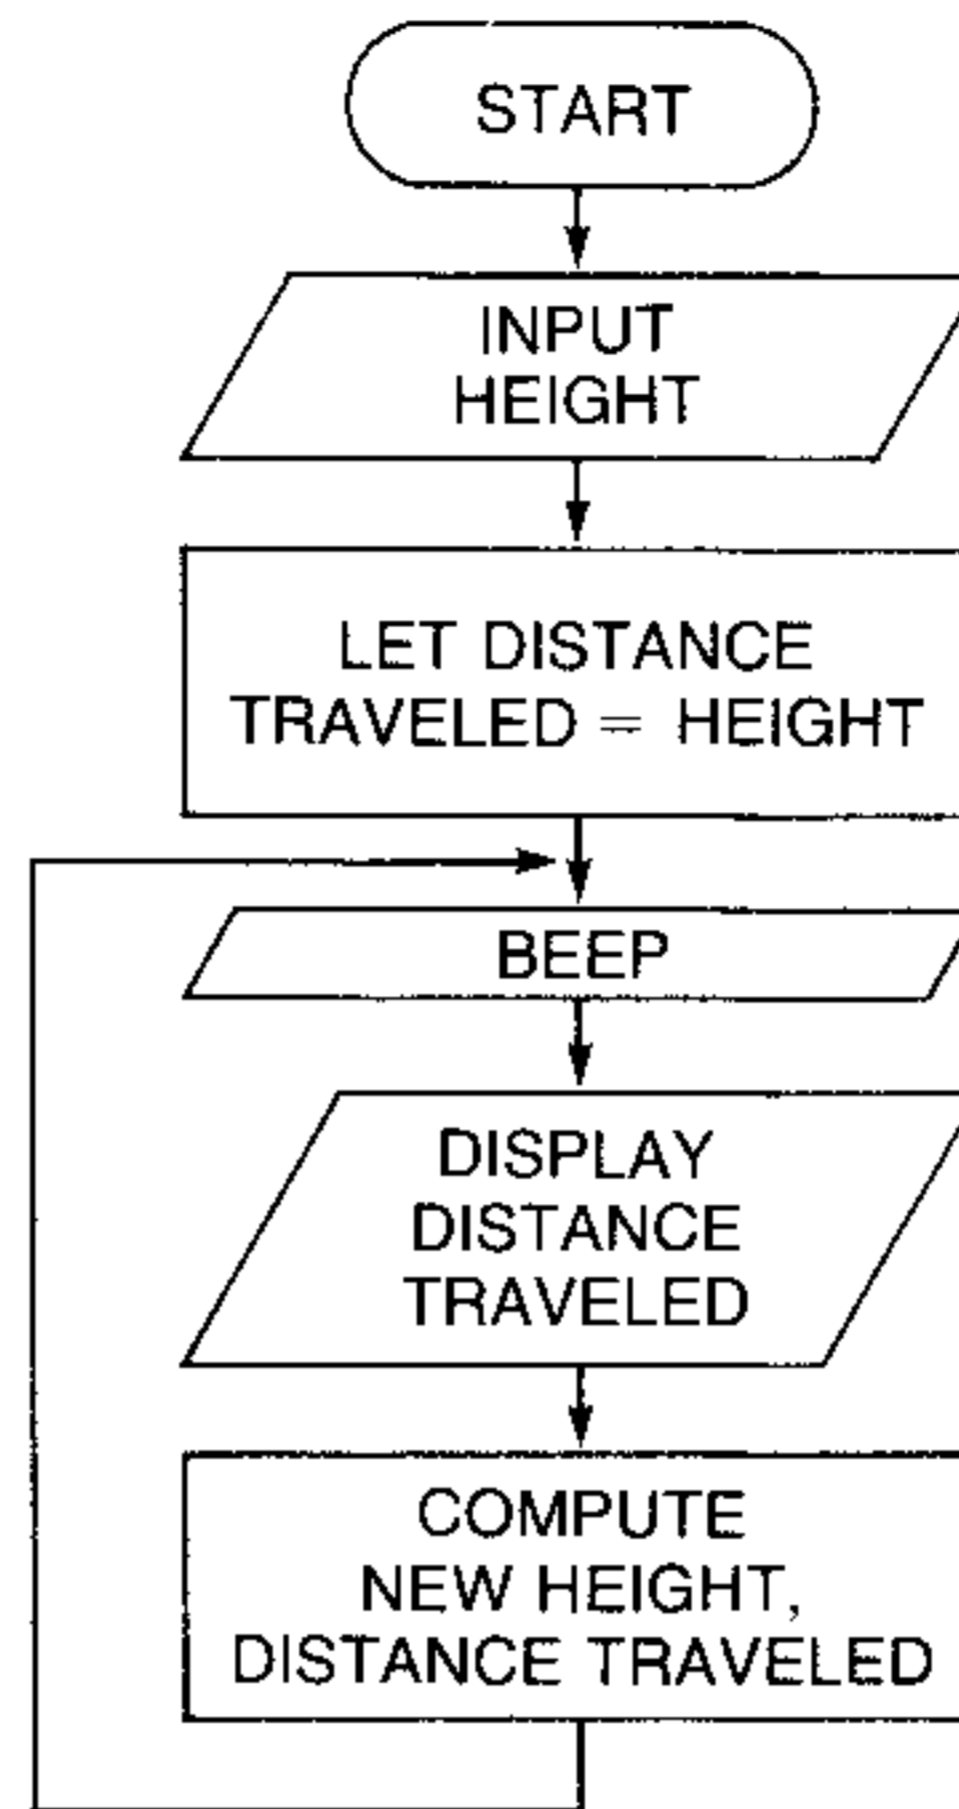 START
INPUT
HEIGHT
LET DISTANCE
TRAVELED = HEIGHT
BEEP
DISPLAY
DISTANCE
TRAVELED
COMPUTE
NEW HEIGHT,
DISTANCE TRAVELED